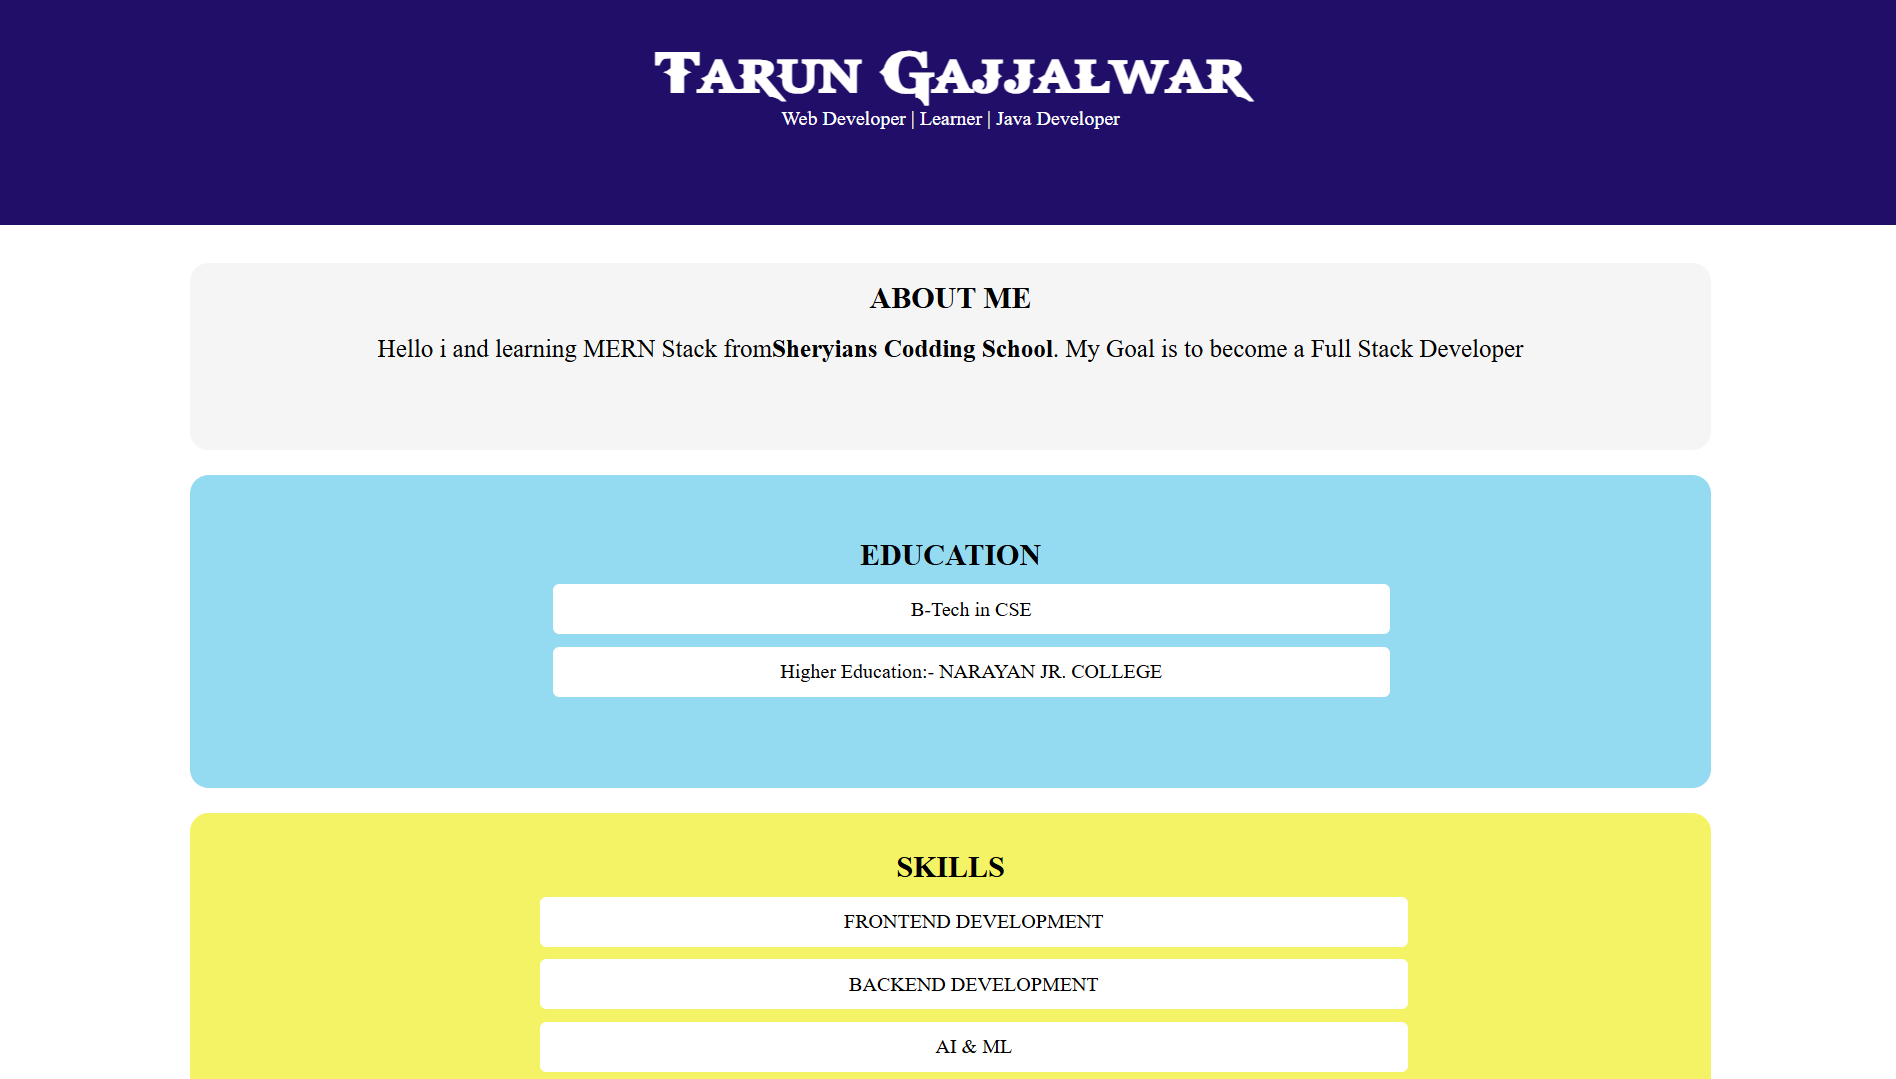 Tarun Gajjalwar
Web Developer | Learner | Java Developer
ABOUT ME
Hello i and learning MERN Stack fromSheryians Codding School. My Goal is to become a Full Stack Developer
EDUCATION
B-Tech in CSE
Higher Education:- NARAYAN JR. COLLEGE
SKILLS
FRONTEND DEVELOPMENT
BACKEND DEVELOPMENT
AI & ML